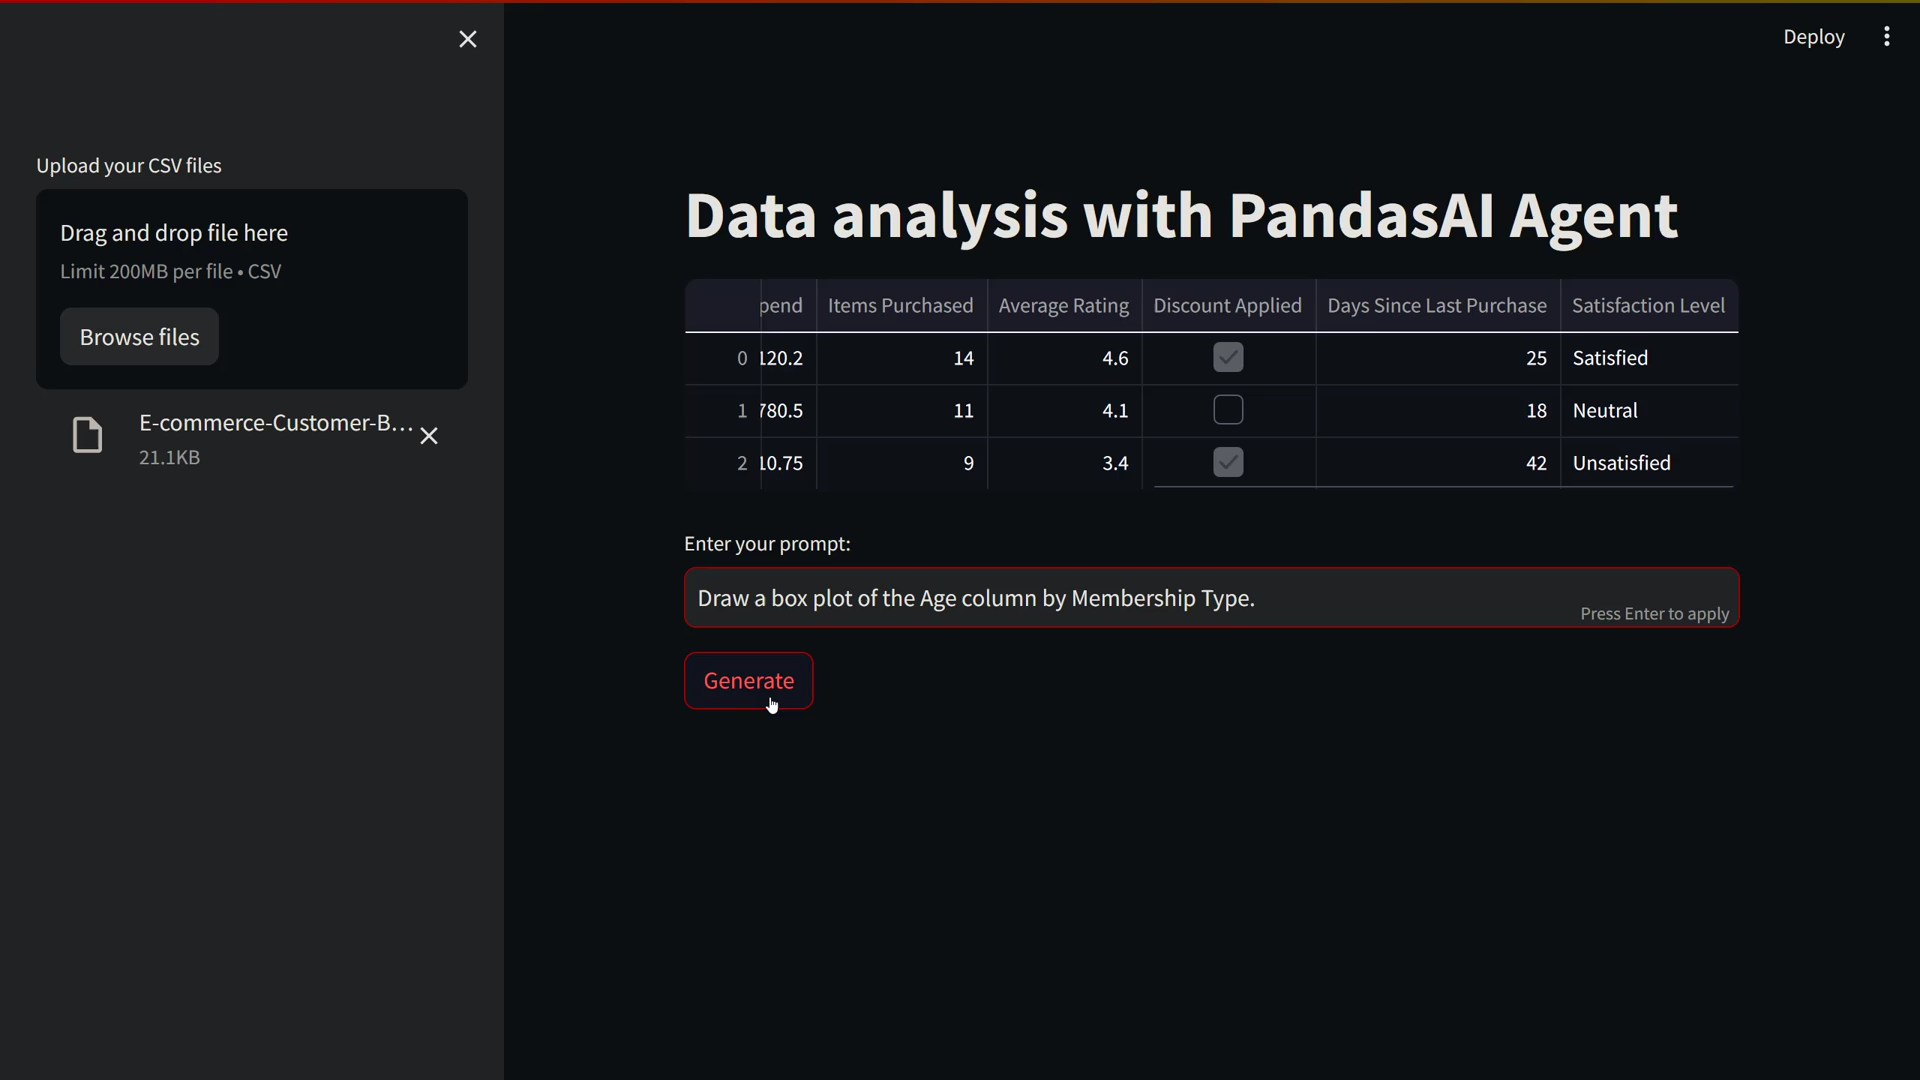 Deploy
Upload your CSV files
Drag and drop file here
Limit 200MB per file • CSV
Browse files
E-commerce-Customer-B...
21.1KB
Data analysis with PandasAI Agent
pend Items Purchased Average Rating Discount Applied Days Since Last Purchase Satisfaction Level
0 120.2 14 4.6 25 Satisfied
1 780.5 11 4.1 18 Neutral
2 10.75 9 3.4 42 Unsatisfied
Enter your prompt:
Draw a box plot of the Age column by Membership Type.
Press Enter to apply
Generate